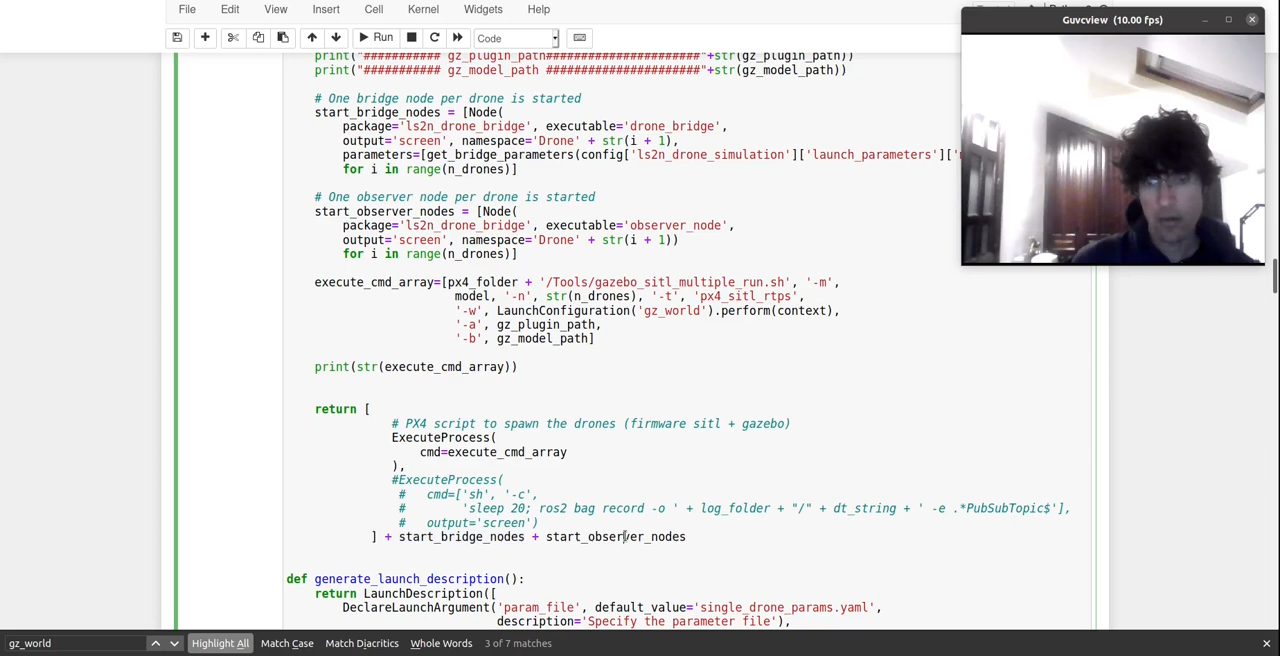 File Edit View Insert Cell Kernel Widgets Help
Guvcview (10.00 fps)
Run Code
print("########### gz_plugin_path######################"+str(gz_plugin_path))
print("########### gz_model_path ######################"+str(gz_model_path))
# One bridge node per drone is started
start_bridge_nodes = [Node(
package='ls2n_drone_bridge', executable='drone_bridge',
output='screen', namespace='Drone' + str(i + 1),
parameters=[get_bridge_parameters(config['ls2n_drone_simulation']['launch_parameters']['
for i in range(n_drones)]
# One observer node per drone is started
start_observer_nodes = [Node(
package='ls2n_drone_bridge', executable='observer_node',
output='screen', namespace='Drone' + str(i + 1))
for i in range(n_drones)]
execute_cmd_array=[px4_folder + '/Tools/gazebo_sitl_multiple_run.sh', '-m',
model, '-n', str(n_drones), '-t', 'px4_sitl_rtps',
'-w', LaunchConfiguration('gz_world').perform(context),
'-a', gz_plugin_path,
'-b', gz_model_path]
print(str(execute_cmd_array))
return [
# PX4 script to spawn the drones (firmware sitl + gazebo)
ExecuteProcess(
cmd=execute_cmd_array
),
#ExecuteProcess(
#   cmd=['sh', '-c',
#        'sleep 20; ros2 bag record -o ' + log_folder + "/" + dt_string + ' -e .*PubSubTopic$'],
#   output='screen')
] + start_bridge_nodes + start_observer_nodes
def generate_launch_description():
return LaunchDescription([
DeclareLaunchArgument('param_file', default_value='single_drone_params.yaml',
description='Specify the parameter file'),
gz_world Highlight All Match Case Match Diacritics Whole Words 3 of 7 matches